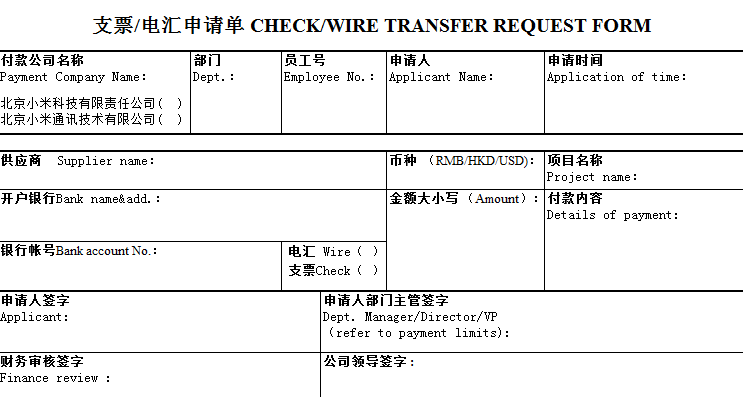 支票/电汇申请单 CHECK/WIRE TRANSFER REQUEST FORM
付款公司名称
Payment Company Name:
北京小米科技有限责任公司( )
北京小米通讯技术有限公司( )
部门
Dept.:
员工号
Employee No.:
申请人
Applicant Name:
申请时间
Application of time:
供应商 Supplier name:
币种 (RMB/HKD/USD):
项目名称
Project name:
开户银行Bank name&add.:
金额大小写 (Amount):
付款内容
Details of payment:
银行帐号Bank account No.:
电汇 Wire( )
支票Check( )
申请人签字
Applicant:
申请人部门主管签字
Dept. Manager/Director/VP
(refer to payment limits):
财务审核签字
Finance review :
公司领导签字: